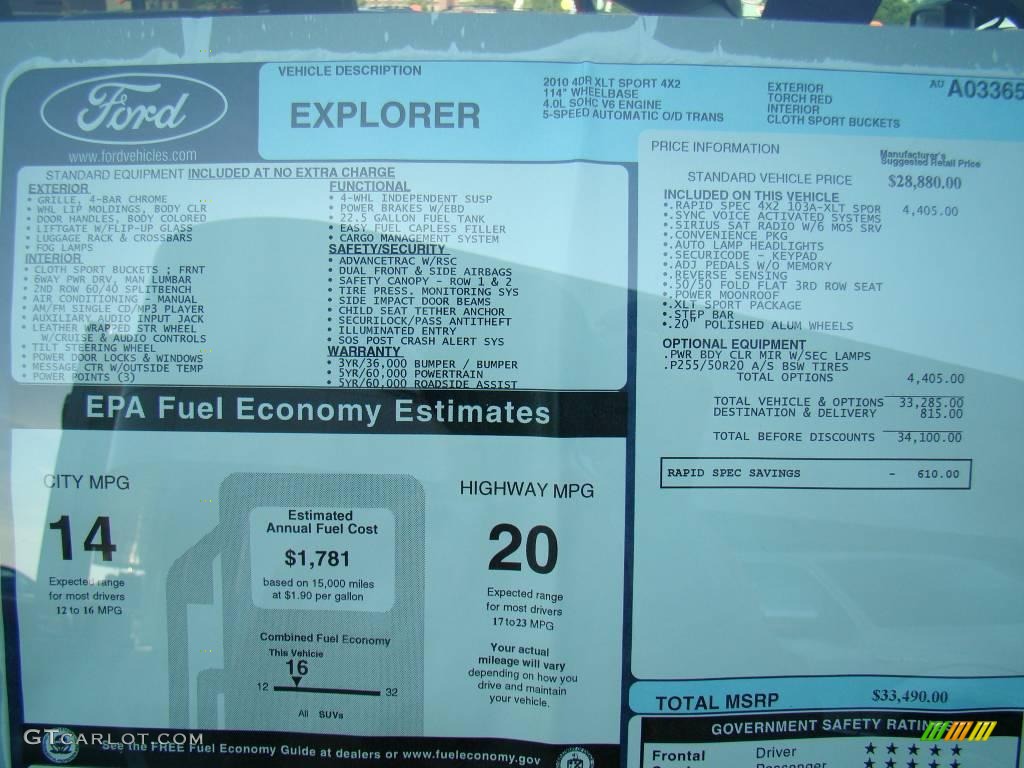 Ford
www.fordvehicles.com
VEHICLE DESCRIPTION
EXPLORER
2010 4DR XLT SPORT 4X2
114" WHEELBASE
4.0L SOHC V6 ENGINE
5-SPEED AUTOMATIC O/D TRANS
EXTERIOR
TORCH RED
INTERIOR
CLOTH SPORT BUCKETS
AU A03365
STANDARD EQUIPMENT INCLUDED AT NO EXTRA CHARGE
EXTERIOR
• GRILLE, 4-BAR CHROME
• WHL LIP MOLDINGS, BODY CLR
• DOOR HANDLES, BODY COLORED
• LIFTGATE W/FLIP-UP GLASS
• LUGGAGE RACK & CROSSBARS
• FOG LAMPS
INTERIOR
• CLOTH SPORT BUCKETS ; FRNT
• 6WAY PWR DRV, MAN LUMBAR
• 2ND ROW 60/40 SPLITBENCH
• AIR CONDITIONING - MANUAL
• AM/FM SINGLE CD/MP3 PLAYER
• AUXILIARY AUDIO INPUT JACK
• LEATHER WRAPPED STR WHEEL
W/CRUISE & AUDIO CONTROLS
• TILT STEERING WHEEL
• POWER DOOR LOCKS & WINDOWS
• MESSAGE CTR W/OUTSIDE TEMP
• POWER POINTS (3)
FUNCTIONAL
• 4-WHL INDEPENDENT SUSP
• POWER BRAKES W/EBD
• 22.5 GALLON FUEL TANK
• EASY FUEL CAPLESS FILLER
• CARGO MANAGEMENT SYSTEM
SAFETY/SECURITY
• ADVANCETRAC W/RSC
• DUAL FRONT & SIDE AIRBAGS
• SAFETY CANOPY - ROW 1 & 2
• TIRE PRESS. MONITORING SYS
• SIDE IMPACT DOOR BEAMS
• CHILD SEAT TETHER ANCHOR
• SECURILOCK/PASS ANTITHEFT
• ILLUMINATED ENTRY
• SOS POST CRASH ALERT SYS
WARRANTY
• 3YR/36,000 BUMPER / BUMPER
• 5YR/60,000 POWERTRAIN
• 5YR/60,000 ROADSIDE ASSIST
PRICE INFORMATION
Manufacturer's
Suggested Retail Price
STANDARD VEHICLE PRICE $28,880.00
INCLUDED ON THIS VEHICLE
•.RAPID SPEC 4X2 103A-XLT SPOR 4,405.00
•.SYNC VOICE ACTIVATED SYSTEMS
•.SIRIUS SAT RADIO W/6 MOS SRV
•.CONVENIENCE PKG
•.AUTO LAMP HEADLIGHTS
•.SECURICODE - KEYPAD
•.ADJ PEDALS W/O MEMORY
•.REVERSE SENSING
•.50/50 FOLD FLAT 3RD ROW SEAT
•.POWER MOONROOF
•.XLT SPORT PACKAGE
•.STEP BAR
•.20" POLISHED ALUM WHEELS
OPTIONAL EQUIPMENT
.PWR BDY CLR MIR W/SEC LAMPS
.P255/50R20 A/S BSW TIRES
TOTAL OPTIONS 4,405.00
TOTAL VEHICLE & OPTIONS 33,285.00
DESTINATION & DELIVERY 815.00
TOTAL BEFORE DISCOUNTS 34,100.00
RAPID SPEC SAVINGS - 610.00
TOTAL MSRP $33,490.00
EPA Fuel Economy Estimates
CITY MPG
14
Expected range
for most drivers
12 to 16 MPG
Estimated
Annual Fuel Cost
$1,781
based on 15,000 miles
at $1.90 per gallon
Combined Fuel Economy
This Vehicle
16
12 32
All SUVs
HIGHWAY MPG
20
Expected range
for most drivers
17 to 23 MPG
Your actual
mileage will vary
depending on how you
drive and maintain
your vehicle.
See the FREE Fuel Economy Guide at dealers or www.fueleconomy.gov
GOVERNMENT SAFETY RATIN
Frontal Driver ★★★★★
GTCARLOT.COM